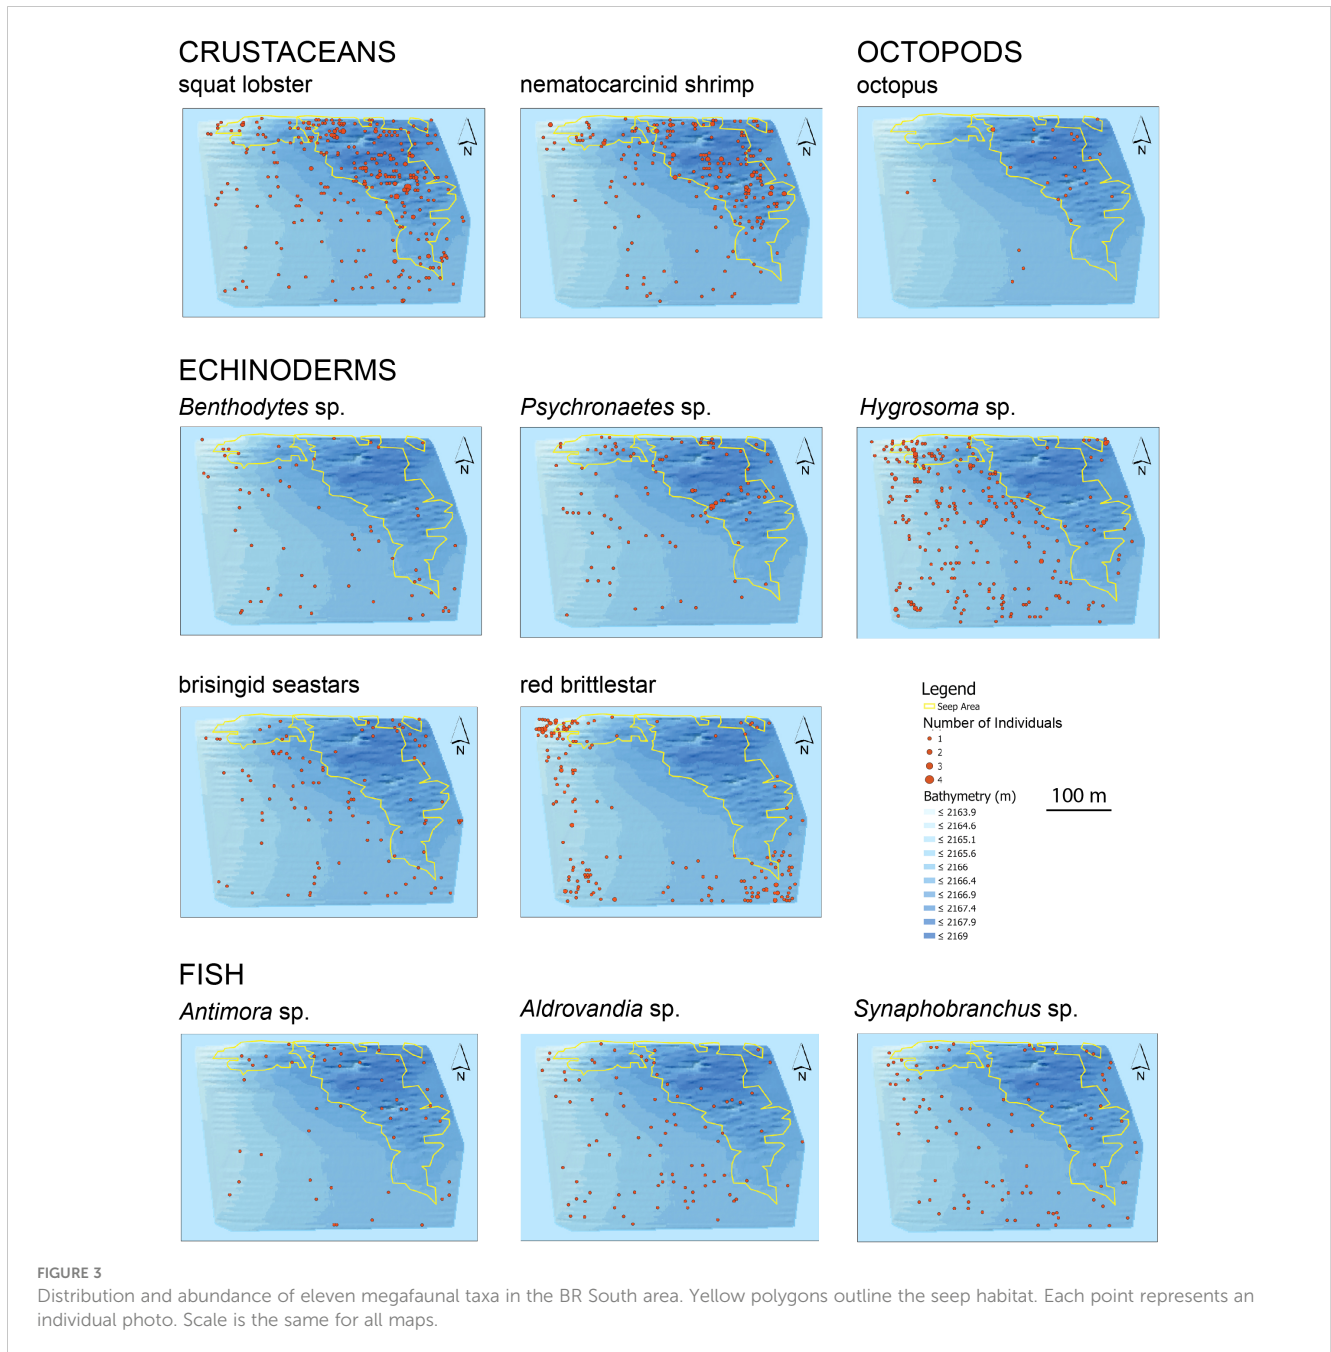 CRUSTACEANS
OCTOPODS
squat lobster
nematocarcinid shrimp
octopus
N
N
N
ECHINODERMS
Benthodytes sp.
Psychronaetes sp.
Hygrosoma sp.
N
N
N
brisingid seastars
red brittlestar
N
N
Legend
Seep Area
Number of Individuals
1
2
3
4
Bathymetry (m)
100 m
≤ 2163.9
≤ 2164.6
≤ 2165.1
≤ 2165.6
≤ 2166
≤ 2166.4
≤ 2166.9
≤ 2167.4
≤ 2167.9
≤ 2169
FISH
Antimora sp.
Aldrovandia sp.
Synaphobranchus sp.
N
N
N
FIGURE 3
Distribution and abundance of eleven megafaunal taxa in the BR South area. Yellow polygons outline the seep habitat. Each point represents an
individual photo. Scale is the same for all maps.